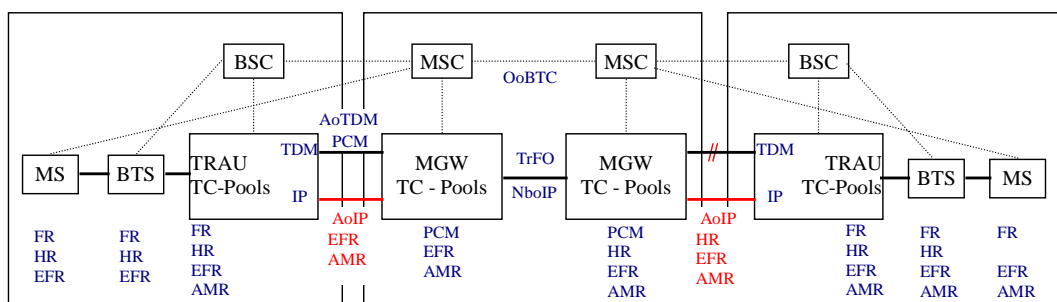 BSC
MSC
MSC
BSC
OoBTC
AoTDM
PCM
MS
BTS
TRAU
TC-Pools
TDM
IP
MGW
TC - Pools
TrFO
NboIP
MGW
TC - Pools
//
TDM
IP
TRAU
TC-Pools
BTS
MS
FR
HR
EFR
FR
HR
EFR
FR
HR
EFR
AMR
AoIP
EFR
AMR
PCM
EFR
AMR
PCM
HR
EFR
AMR
AoIP
HR
EFR
AMR
FR
HR
EFR
AMR
FR
HR
EFR
AMR
FR
EFR
AMR